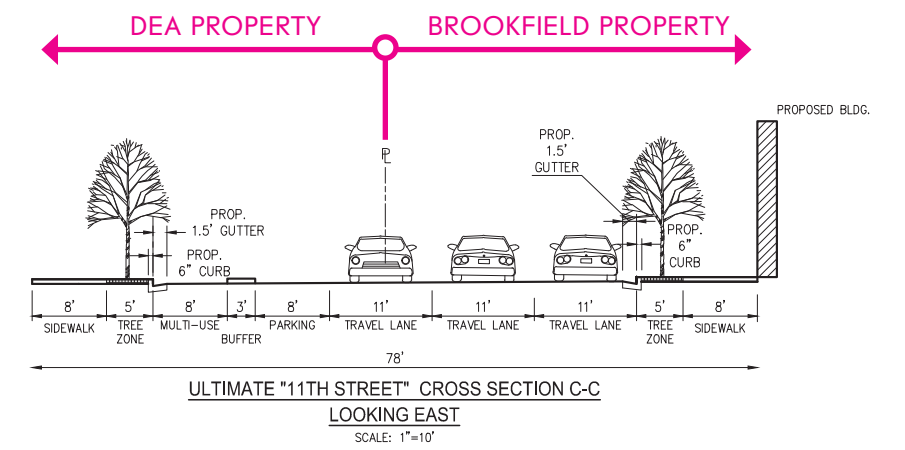 DEA PROPERTY
BROOKFIELD PROPERTY
PROPOSED BLDG.
PROP.
1.5'
GUTTER
PL
PROP.
1.5' GUTTER
PROP.
6" CURB
PROP.
6"
CURB
8' 5' 8' 3' 8' 11' 11' 11' 5' 8'
SIDEWALK TREE ZONE MULTI-USE BUFFER PARKING TRAVEL LANE TRAVEL LANE TRAVEL LANE TREE ZONE SIDEWALK
78'
ULTIMATE "11TH STREET" CROSS SECTION C-C
LOOKING EAST
SCALE: 1"=10'